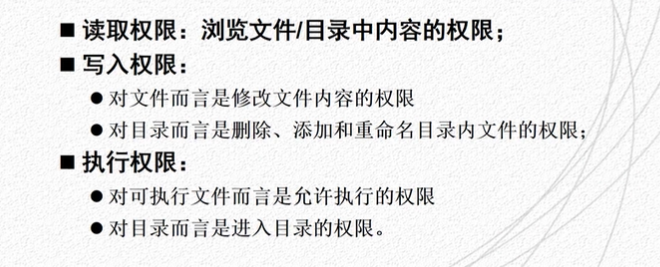 ■ 读取权限：浏览文件/目录中内容的权限；
■ 写入权限：
● 对文件而言是修改文件内容的权限
● 对目录而言是删除、添加和重命名目录内文件的权限；
■ 执行权限：
● 对可执行文件而言是允许执行的权限
● 对目录而言是进入目录的权限。